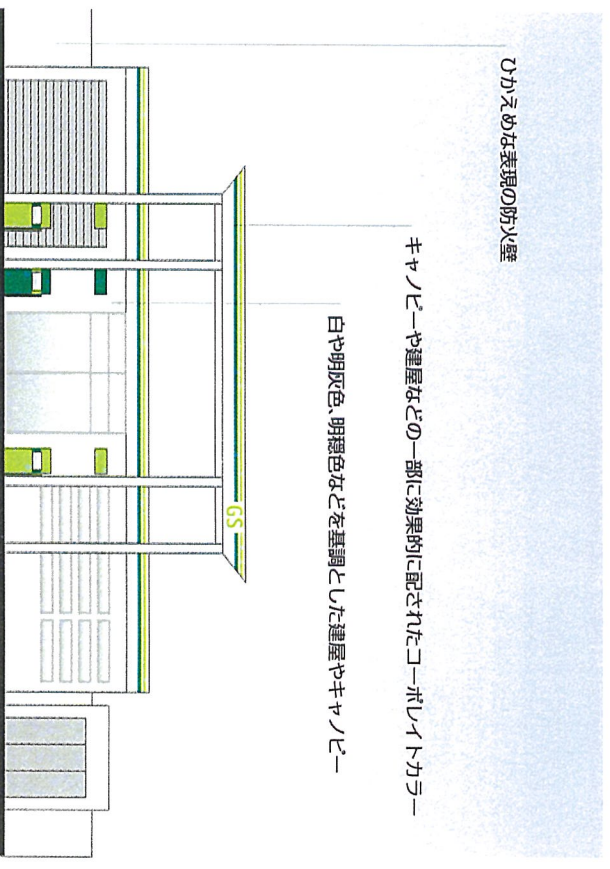 ひかえめな表現の防火壁
キャノピーや建屋などの一部に効果的に配されたコーポレイトカラー
白や明灰色、明穏色などを基調とした建屋やキャノピー
GS